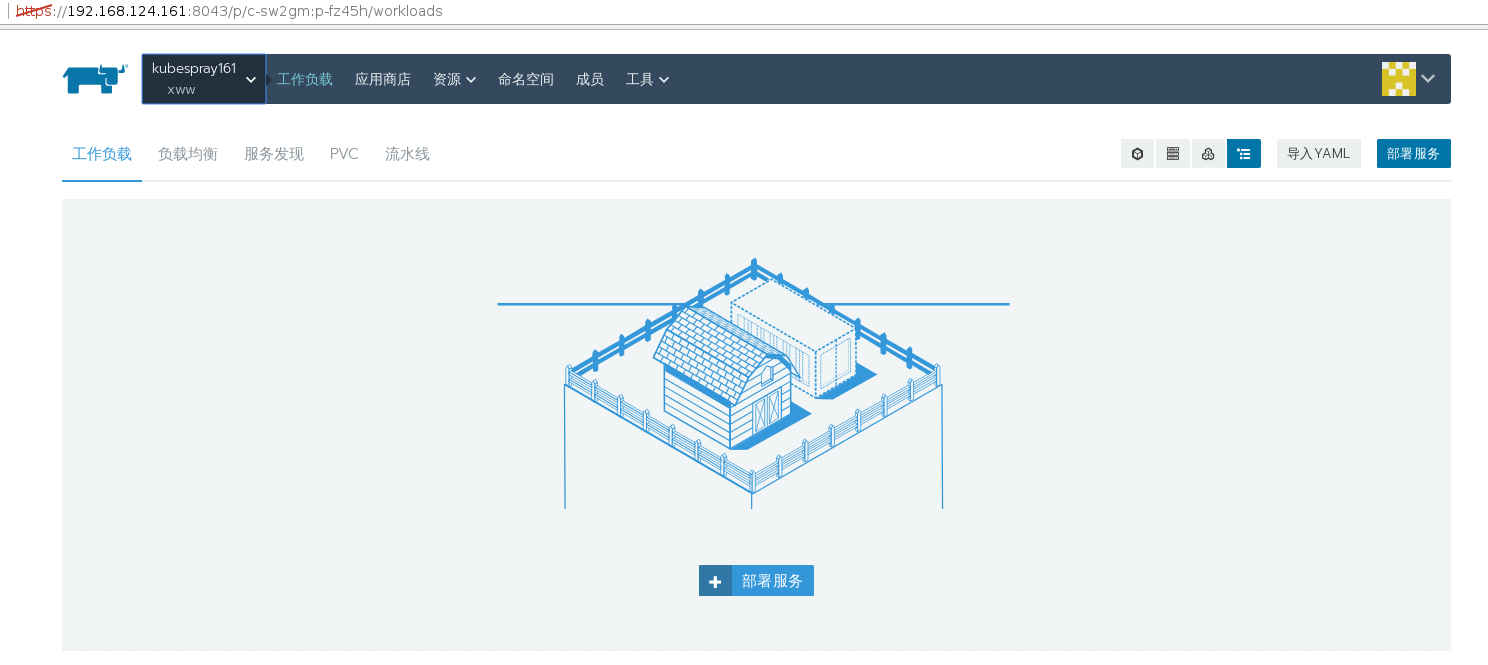 https://192.168.124.161:8043/p/c-sw2gm:p-fz45h/workloads
kubespray161
xww
工作负载 应用商店 资源 命名空间 成员 工具
工作负载 负载均衡 服务发现 PVC 流水线 导入YAML 部署服务
部署服务